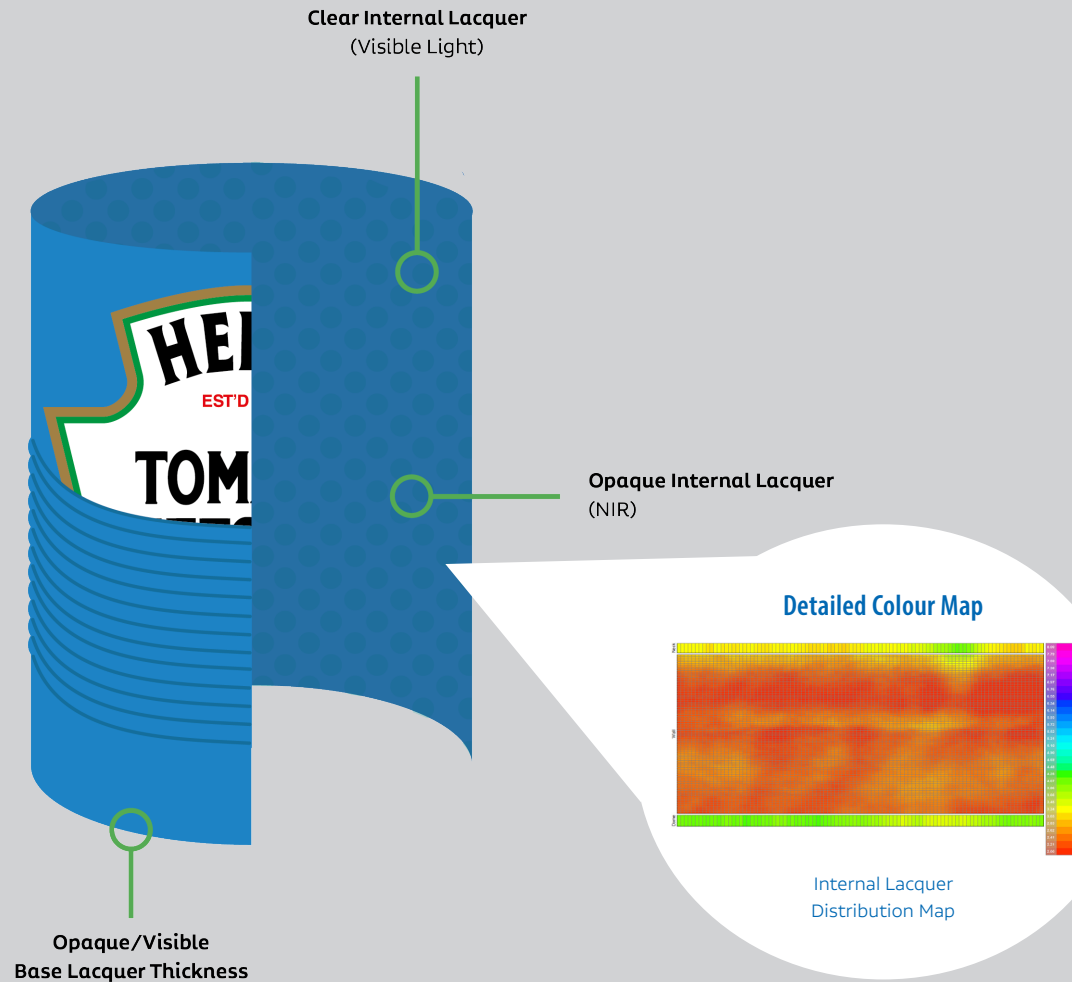 Clear Internal Lacquer
(Visible Light)
HEI
EST'D
TOM
Opaque Internal Lacquer
(NIR)
Detailed Colour Map
Internal Lacquer
Distribution Map
Opaque/Visible
Base Lacquer Thickness